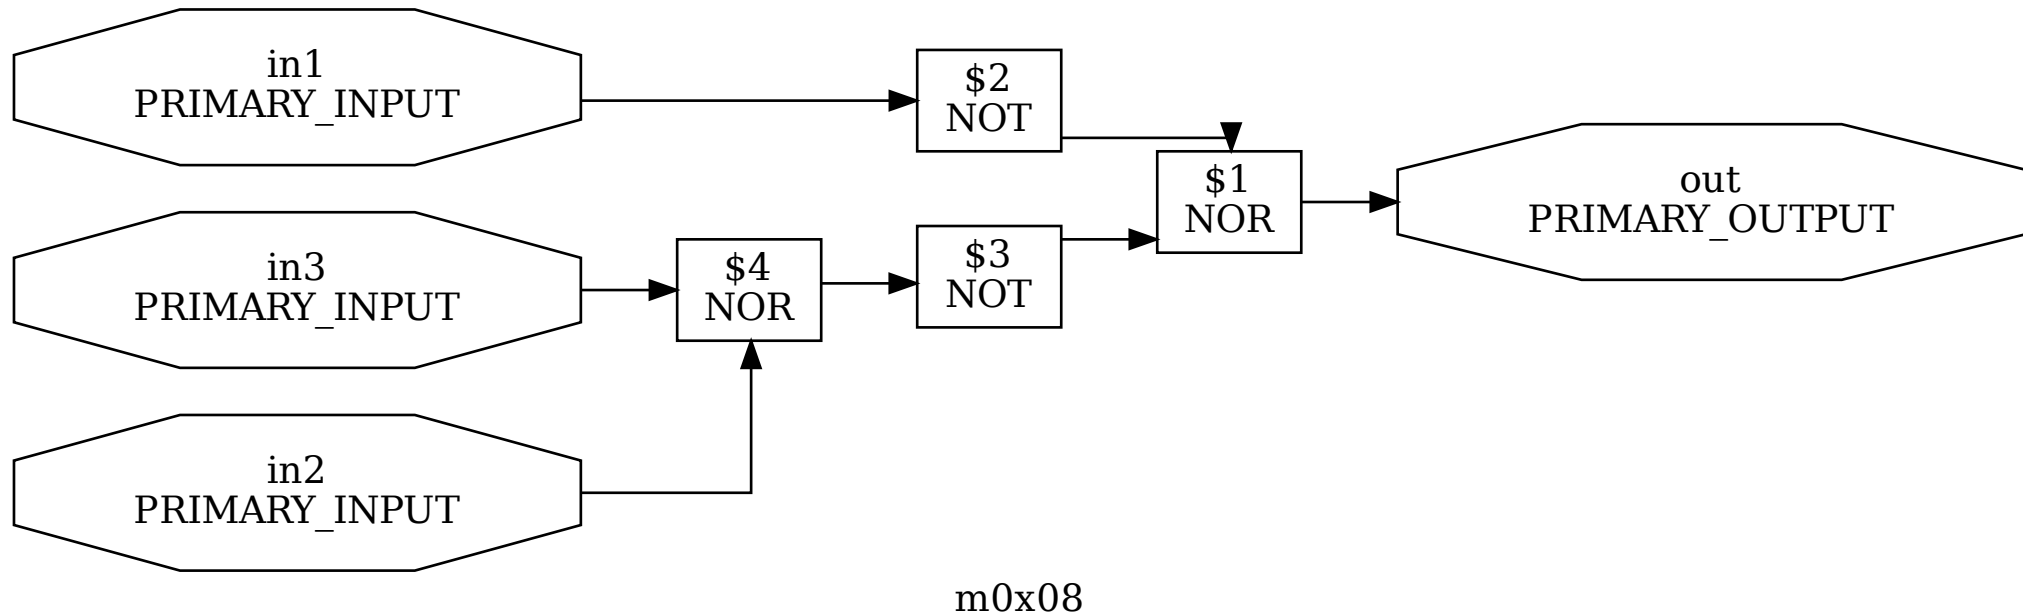 in1
PRIMARY_INPUT
$2
NOT
in3
PRIMARY_INPUT
$4
NOR
$3
NOT
$1
NOR
out
PRIMARY_OUTPUT
in2
PRIMARY_INPUT
m0x08